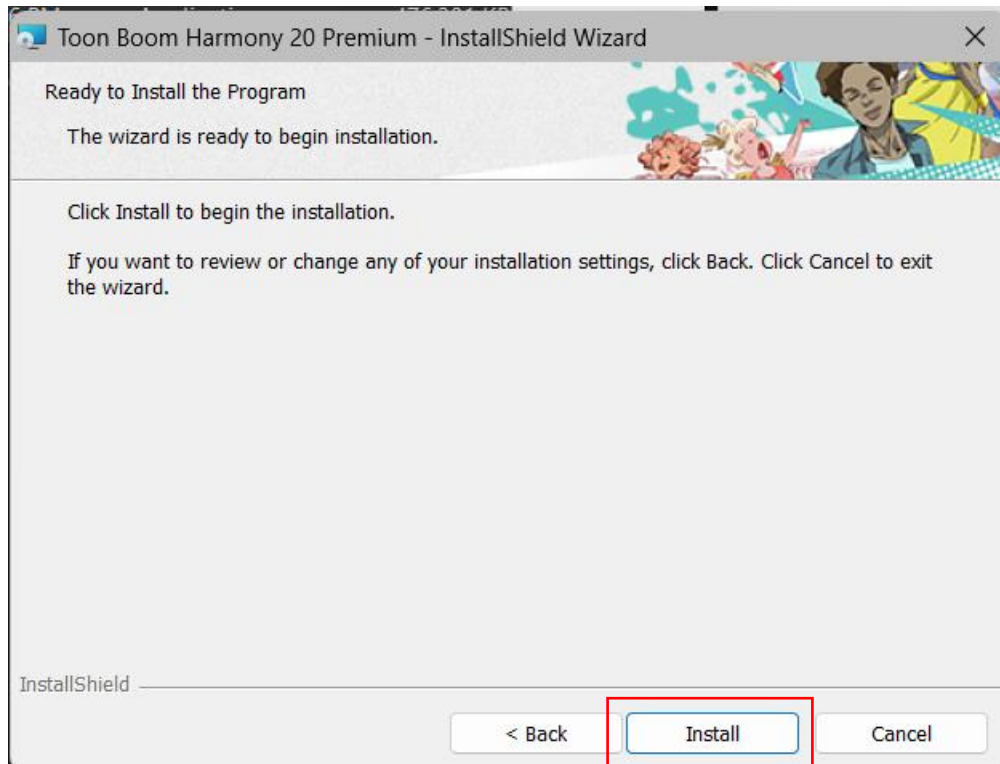 Toon Boom Harmony 20 Premium - InstallShield Wizard
Ready to Install the Program
The wizard is ready to begin installation.
Click Install to begin the installation.
If you want to review or change any of your installation settings, click Back. Click Cancel to exit
the wizard.
InstallShield
< Back
Install
Cancel